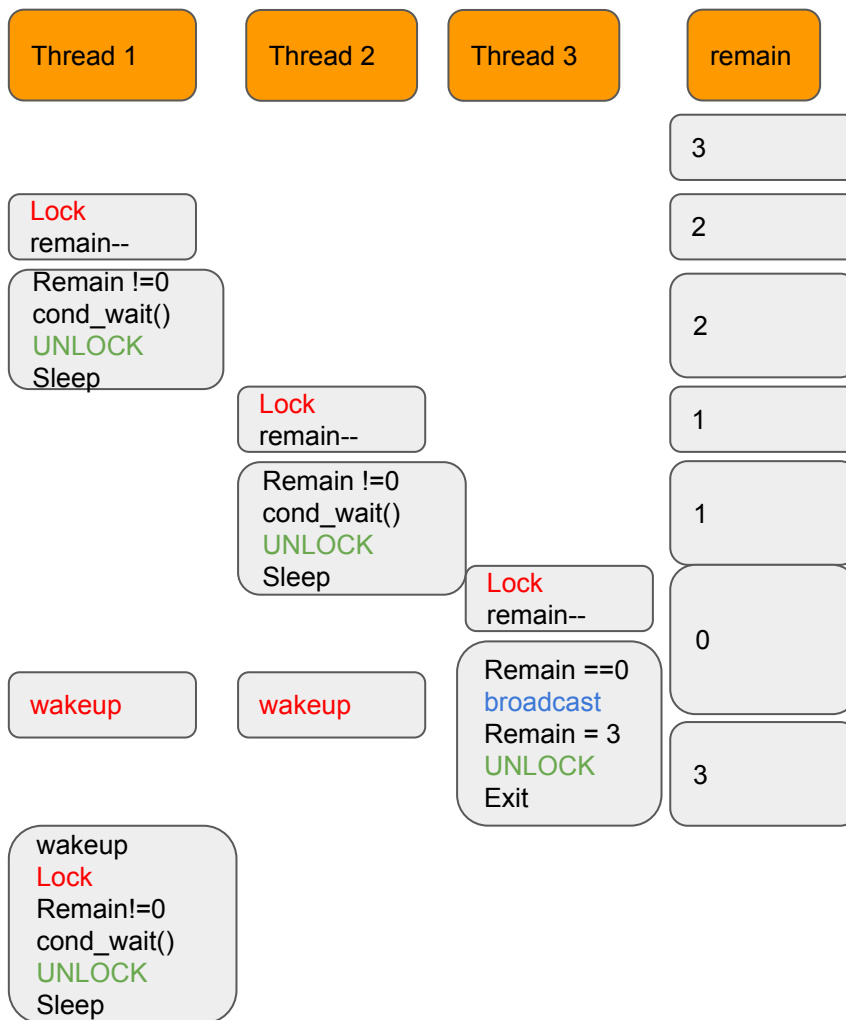 Thread 1
Thread 2
Thread 3
remain
3
Lock
remain--
2
Remain !=0
cond_wait()
UNLOCK
Sleep
2
Lock
remain--
1
Remain !=0
cond_wait()
UNLOCK
Sleep
1
Lock
remain--
0
wakeup
wakeup
Remain ==0
broadcast
Remain = 3
UNLOCK
Exit
3
wakeup
Lock
Remain!=0
cond_wait()
UNLOCK
Sleep